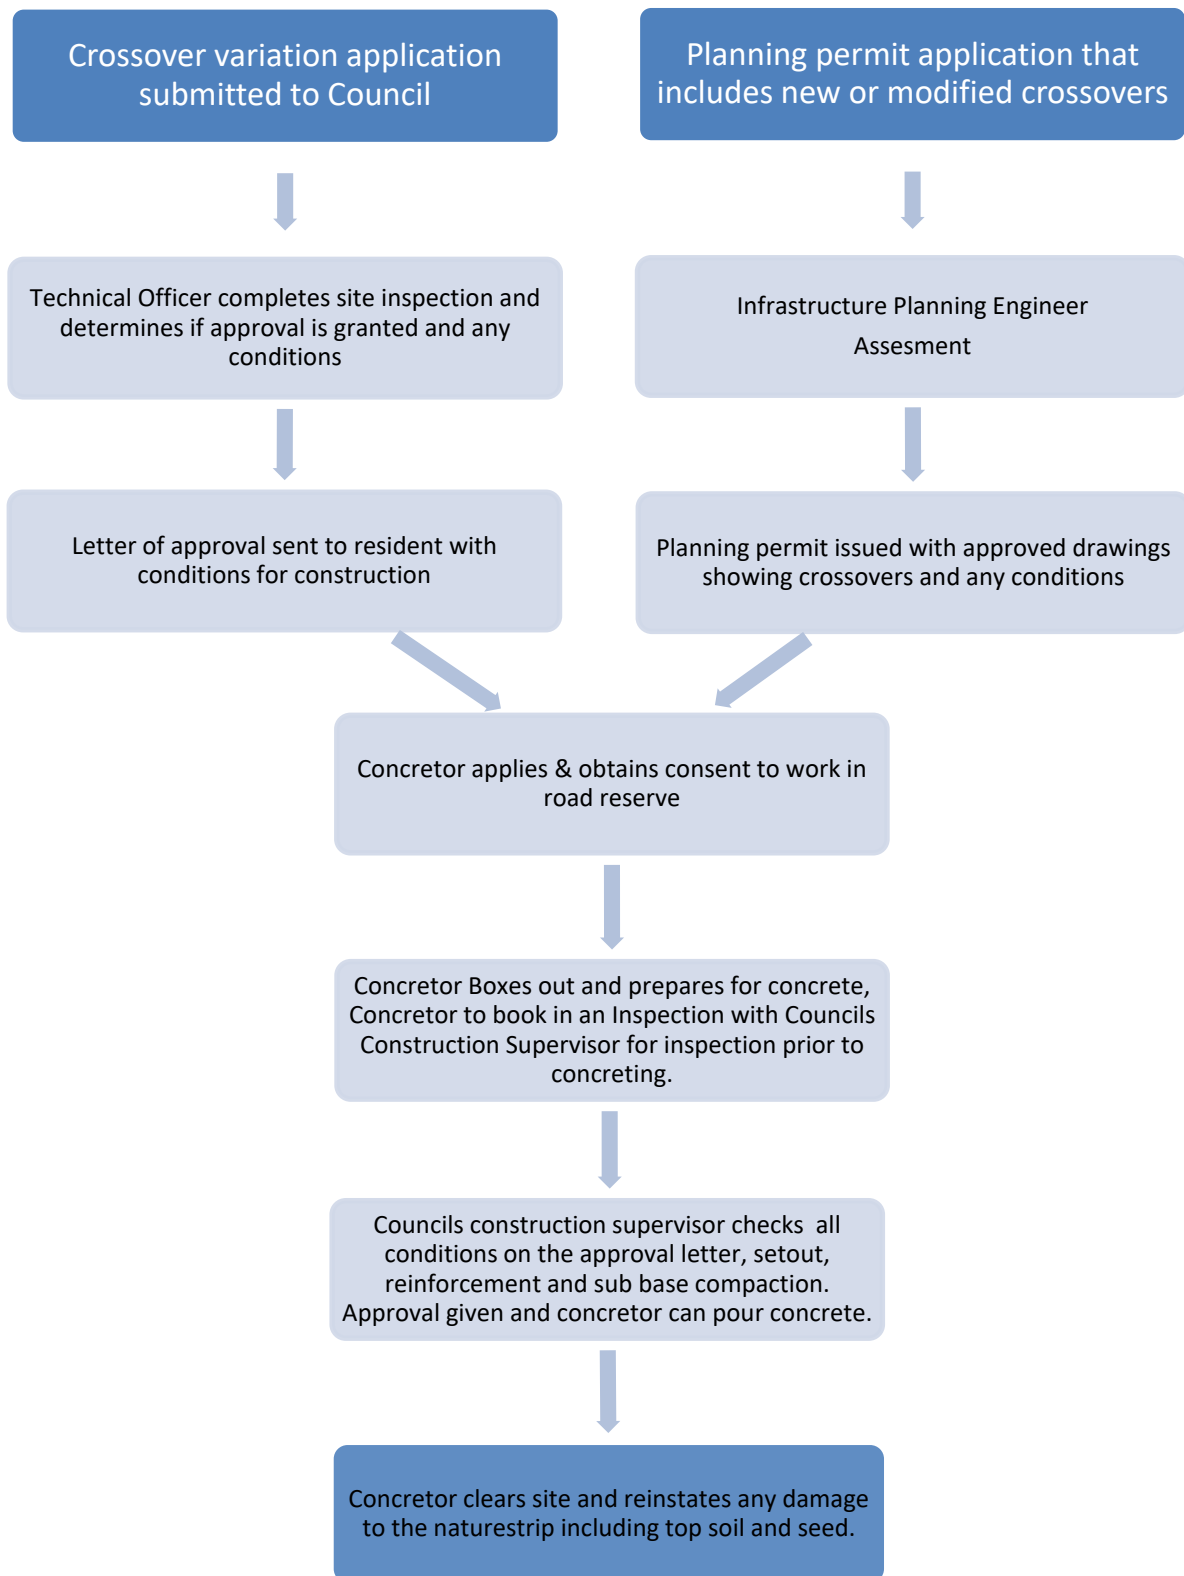 Crossover variation application
submitted to Council
Planning permit application that
includes new or modified crossovers
Technical Officer completes site inspection and
determines if approval is granted and any
conditions
Infrastructure Planning Engineer
Assesment
Letter of approval sent to resident with
conditions for construction
Planning permit issued with approved drawings
showing crossovers and any conditions
Concretor applies & obtains consent to work in
road reserve
Concretor Boxes out and prepares for concrete,
Concretor to book in an Inspection with Councils
Construction Supervisor for inspection prior to
concreting.
Councils construction supervisor checks  all
conditions on the approval letter, setout,
reinforcement and sub base compaction.
Approval given and concretor can pour concrete.
Concretor clears site and reinstates any damage
to the naturestrip including top soil and seed.